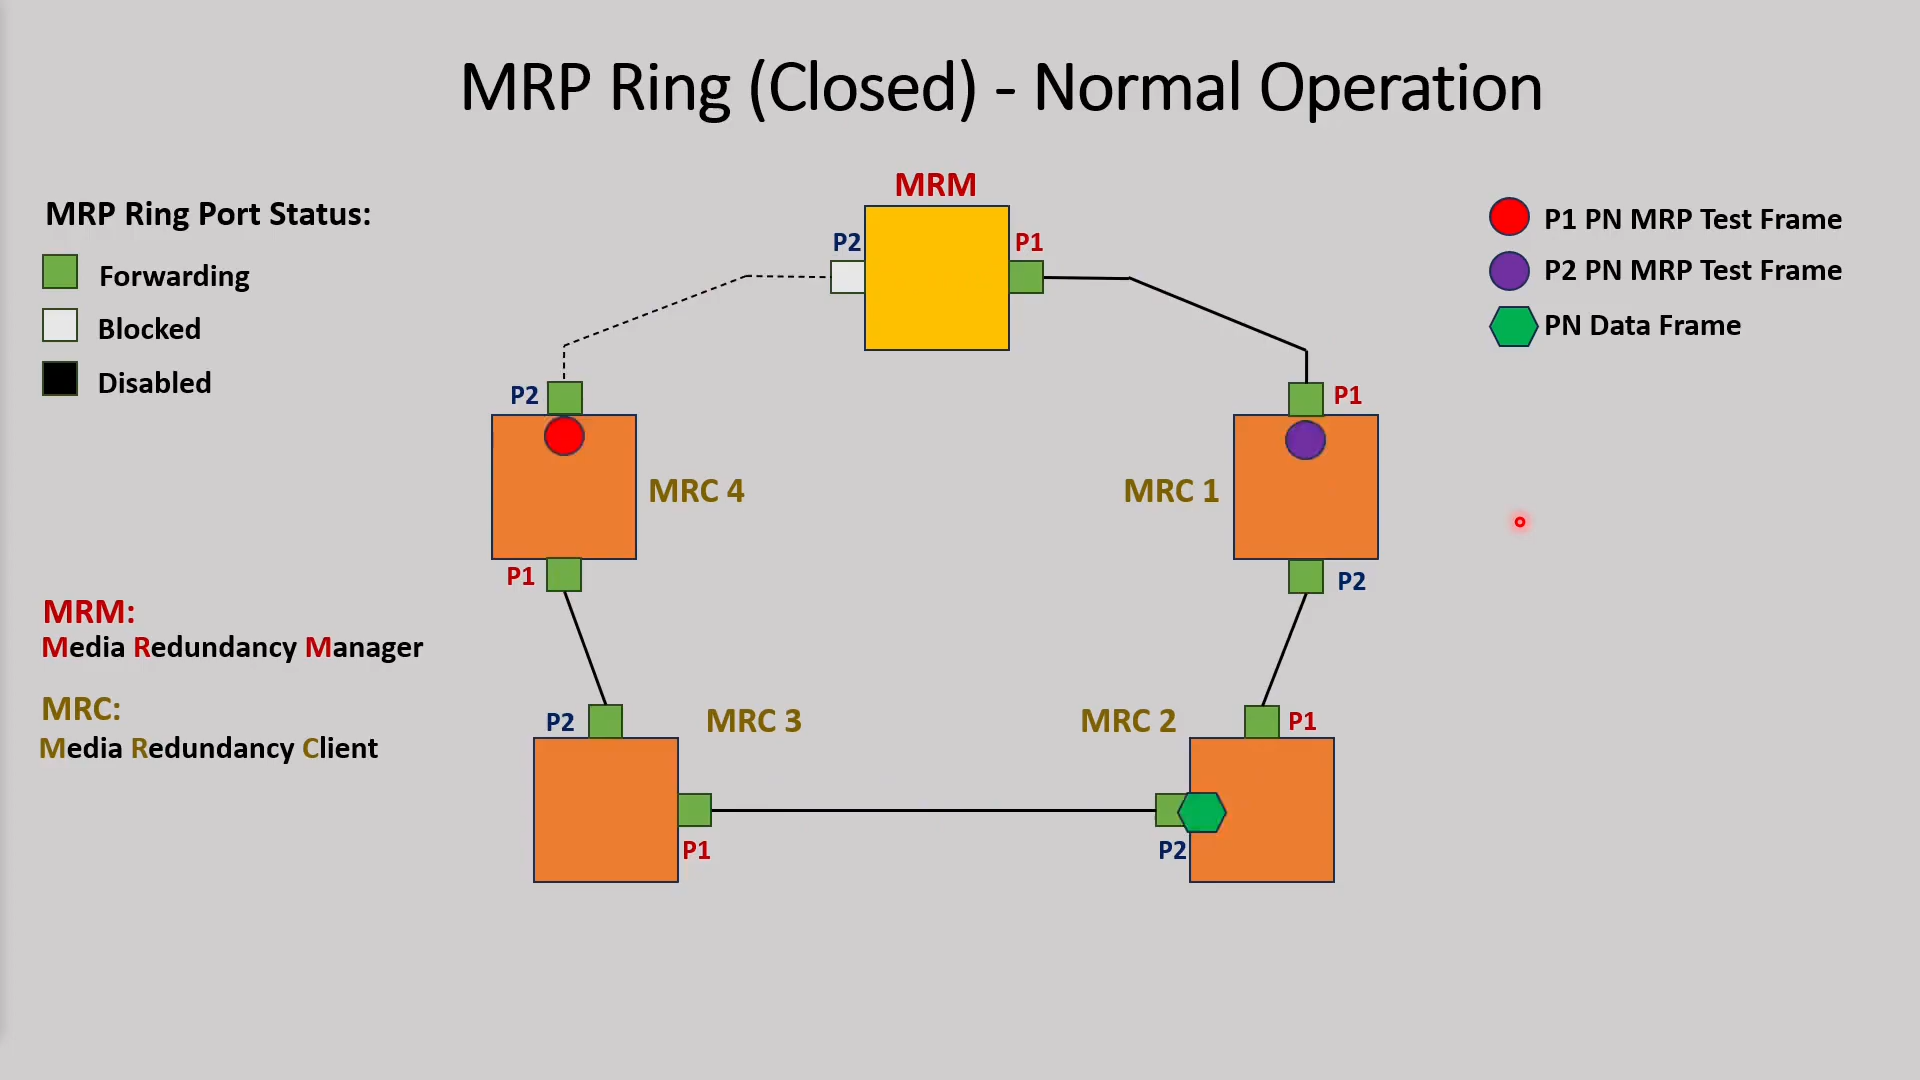 MRP Ring (Closed) - Normal Operation
MRP Ring Port Status:
Forwarding
Blocked
Disabled
MRM
P2
P1
P1 PN MRP Test Frame
P2 PN MRP Test Frame
PN Data Frame
P2
MRC 4
P1
P1
MRC 1
P2
MRM:
Media Redundancy Manager
MRC:
Media Redundancy Client
P2
MRC 3
P1
MRC 2
P1
P2